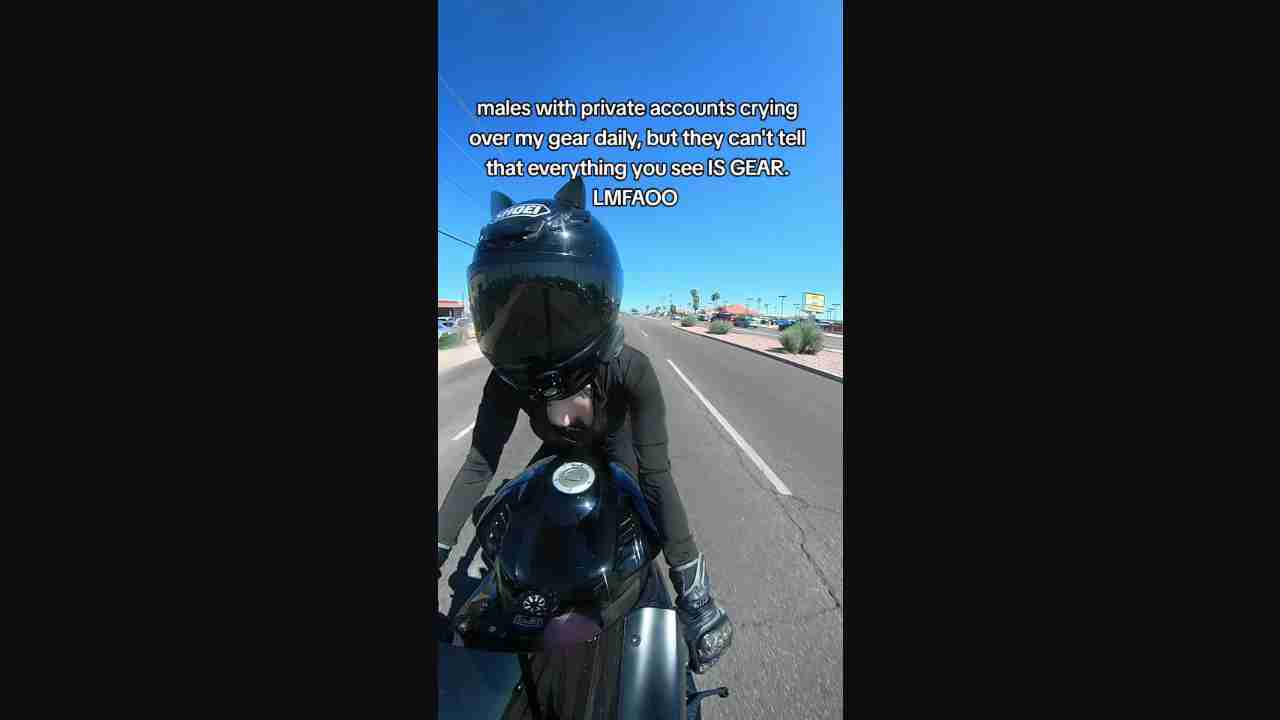 males with private accounts crying
over my gear daily, but they can't tell
that everything you see IS GEAR.
LMFAOO
SHOEI